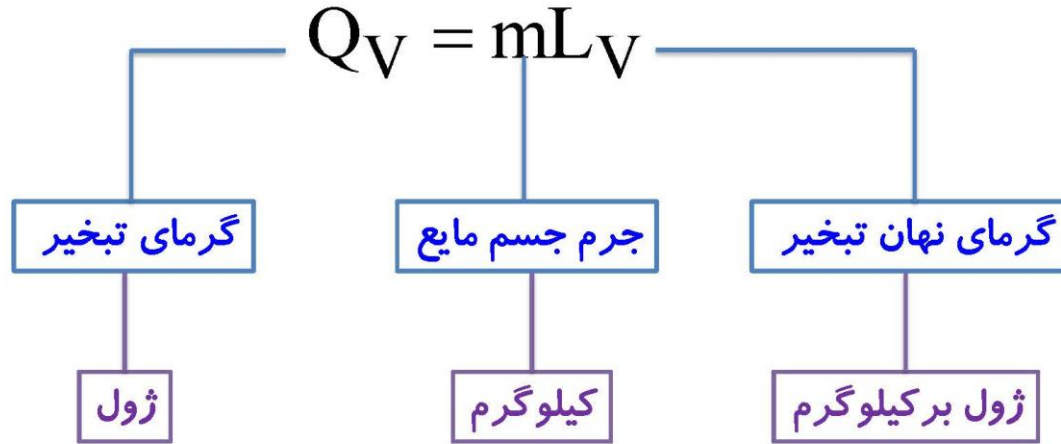 Q_V = mL_V
گرمای تبخیر
جرم جسم مایع
گرمای نهان تبخیر
ژول
کیلوگرم
ژول بر کیلوگرم